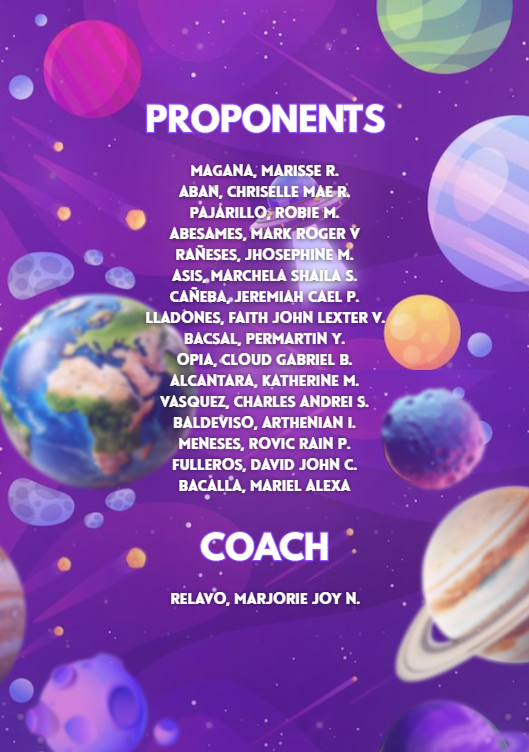 PROPONENTS
MAGANA, MARISSE R.
ABAN, CHRISELLE MAE R.
PAJARILLO, ROBIE M.
ABESAMES, MARK ROGER V
RAÑESES, JHOSEPHINE M.
ASIS, MARCHELA SHAILA S.
CAÑEBA, JEREMIAH CAEL P.
LLADONES, FAITH JOHN LEXTER V.
BACSAL, PERMARTIN Y.
OPIA, CLOUD GABRIEL B.
ALCANTARA, KATHERINE M.
VASQUEZ, CHARLES ANDREI S.
BALDEVISO, ARTHENIAN I.
MENESES, ROVIC RAIN P.
FULLEROS, DAVID JOHN C.
BACALLA, MARIEL ALEXA
COACH
RELAVO, MARJORIE JOY N.